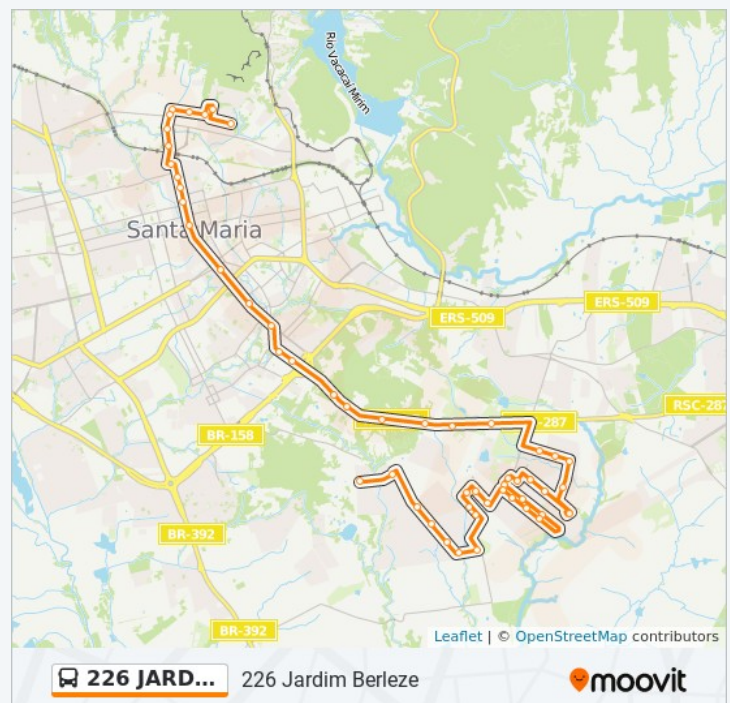 Rio Vacacaí Mirim
Santa Maria
ERS-509
ERS-509
RSC-287
-287
BR-158
BR-392
BR-392
Leaflet | © OpenStreetMap contributors
226 JARD...
226 Jardim Berleze
moovit